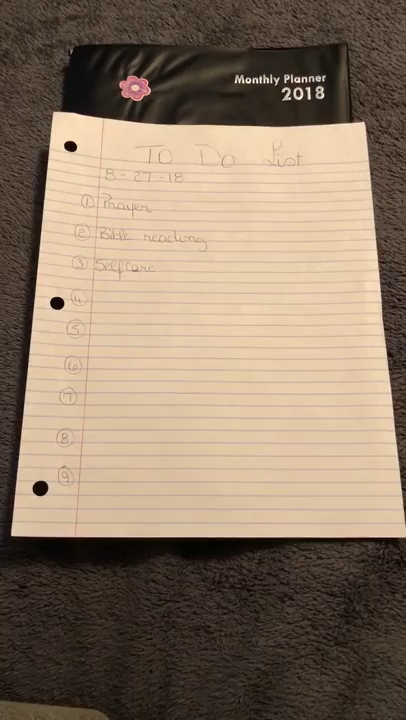 Monthly Planner
2018
To Do List
8-27-18
① Prayer
② Bible reading
③ Selfcare
④
⑤
⑥
⑦
⑧
⑨